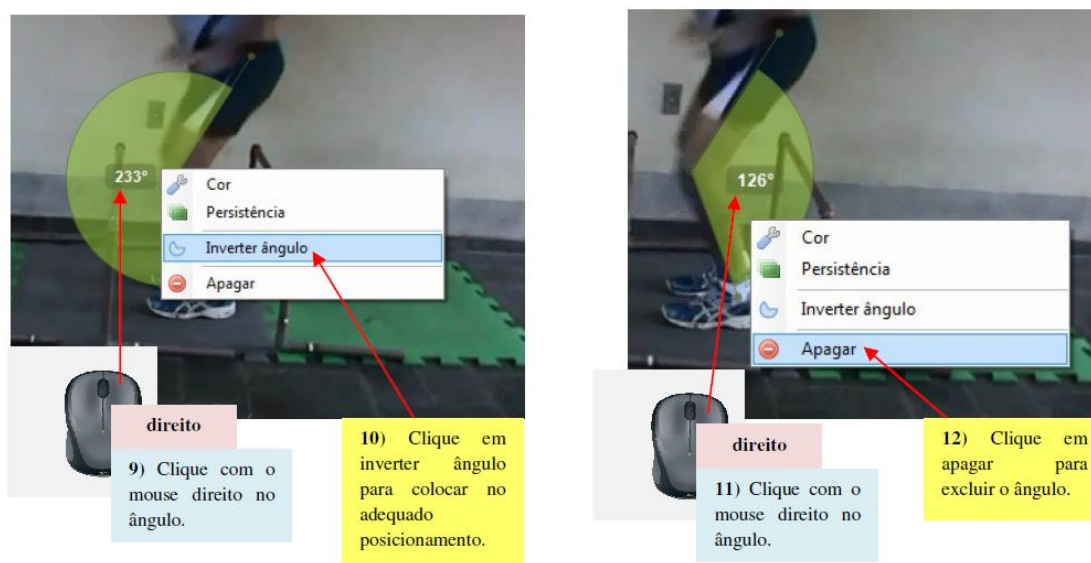 233°
Cor
Persistência
Inverter ângulo
Apagar
direito
9) Clique com o
mouse direito no
ângulo.
10) Clique em
inverter ângulo
para colocar no
adequado
posicionamento.
126°
Cor
Persistência
Inverter ângulo
Apagar
direito
11) Clique com o
mouse direito no
ângulo.
12) Clique em
apagar para
excluir o ângulo.